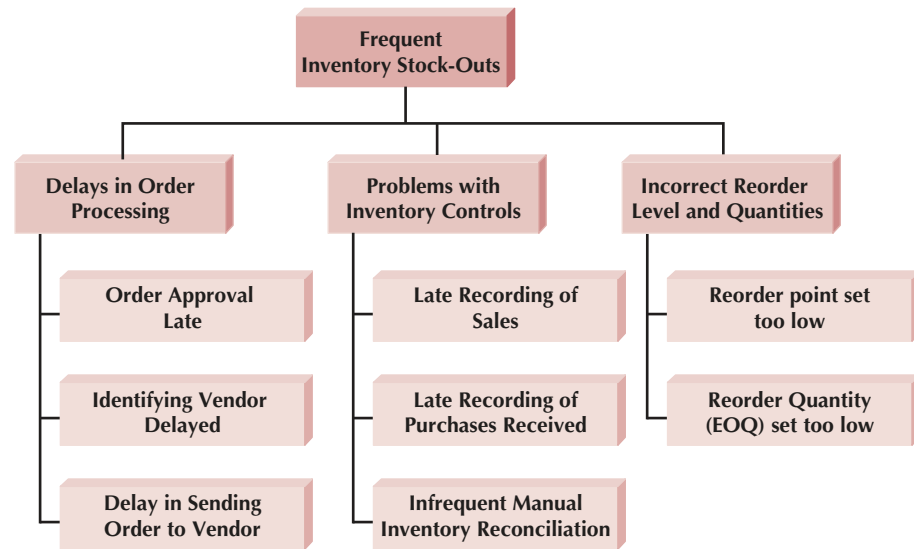 Frequent
Inventory Stock-Outs
Delays in Order
Processing
Problems with
Inventory Controls
Incorrect Reorder
Level and Quantities
Order Approval
Late
Late Recording of
Sales
Reorder point set
too low
Identifying Vendor
Delayed
Late Recording of
Purchases Received
Reorder Quantity
(EOQ) set too low
Delay in Sending
Order to Vendor
Infrequent Manual
Inventory Reconciliation